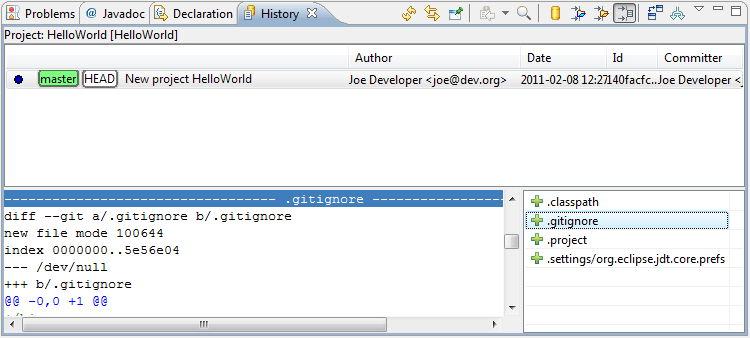 Problems @ Javadoc Declaration History
Project: HelloWorld [HelloWorld]
Author Date Id Committer
master HEAD New project HelloWorld Joe Developer <joe@dev.org> 2011-02-08 12:27 140facfc... Joe Developer <j
------------------------------- .gitignore ---------------
diff --git a/.gitignore b/.gitignore
new file mode 100644
index 0000000..5e56e04
--- /dev/null
+++ b/.gitignore
@@ -0,0 +1 @@
.classpath
.gitignore
.project
.settings/org.eclipse.jdt.core.prefs